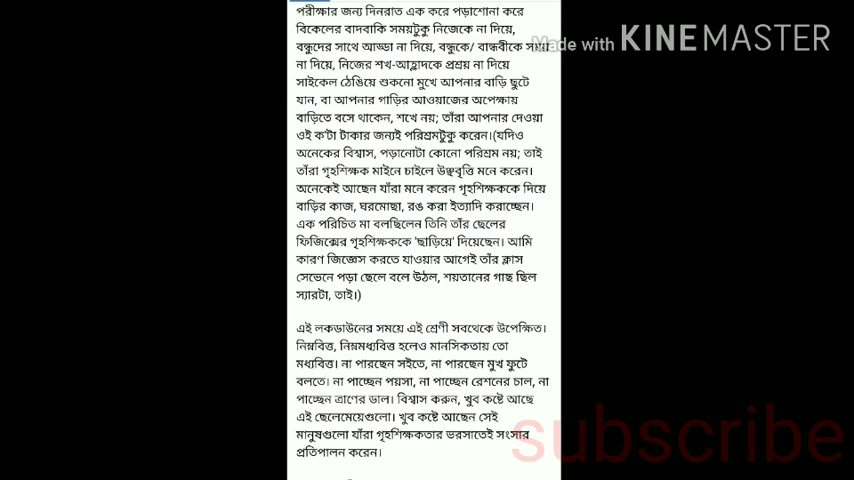 পরীক্ষার জন্য দিনরাত এক করে পড়াশোনা করে
বিকেলের বাদবাকি সময়টুকু নিজেকে না দিয়ে,
বন্ধুদের সাথে আড্ডা না দিয়ে, বন্ধুকে/ বান্ধবীকে সময়
না দিয়ে, নিজের শখ-আহ্লাদকে প্রশ্রয় না দিয়ে
সাইকেল ঠেঙিয়ে শুকনো মুখে আপনার বাড়ি ছুটে
যান, বা আপনার গাড়ির আওয়াজের অপেক্ষায়
বাড়িতে বসে থাকেন, শখে নয়; তাঁরা আপনার দেওয়া
ওই ক'টা টাকার জন্যই পরিশ্রমটুকু করেন।(যদিও
অনেকের বিশ্বাস, পড়ানোটা কোনো পরিশ্রম নয়; তাই
তাঁরা গৃহশিক্ষক মাইনে চাইলে উঞ্ছবৃত্তি মনে করেন।
অনেকেই আছেন যাঁরা মনে করেন গৃহশিক্ষককে দিয়ে
বাড়ির কাজ, ঘরমোছা, রঙ করা ইত্যাদি করাচ্ছেন।
এক পরিচিত মা বলছিলেন তিনি তাঁর ছেলের
ফিজিক্সের গৃহশিক্ষককে 'ছাড়িয়ে' দিয়েছেন। আমি
কারণ জিজ্ঞেস করতে যাওয়ার আগেই তাঁর ক্লাস
সেভেনে পড়া ছেলে বলে উঠল, শয়তানের গাছ ছিল
স্যারটা, তাই।)
এই লকডাউনের সময়ে এই শ্রেণী সবথেকে উপেক্ষিত।
নিম্নবিত্ত, নিম্নমধ্যবিত্ত হলেও মানসিকতায় তো
মধ্যবিত্ত। না পারছেন সইতে, না পারছেন মুখ ফুটে
বলতে। না পাচ্ছেন পয়সা, না পাচ্ছেন রেশনের চাল, না
পাচ্ছেন ত্রাণের ডাল। বিশ্বাস করুন, খুব কষ্টে আছে
এই ছেলেমেয়েগুলো। খুব কষ্টে আছেন সেই
মানুষগুলো যাঁরা গৃহশিক্ষকতার ভরসাতেই সংসার
প্রতিপালন করেন।
Made with KINEMASTER
subscribe